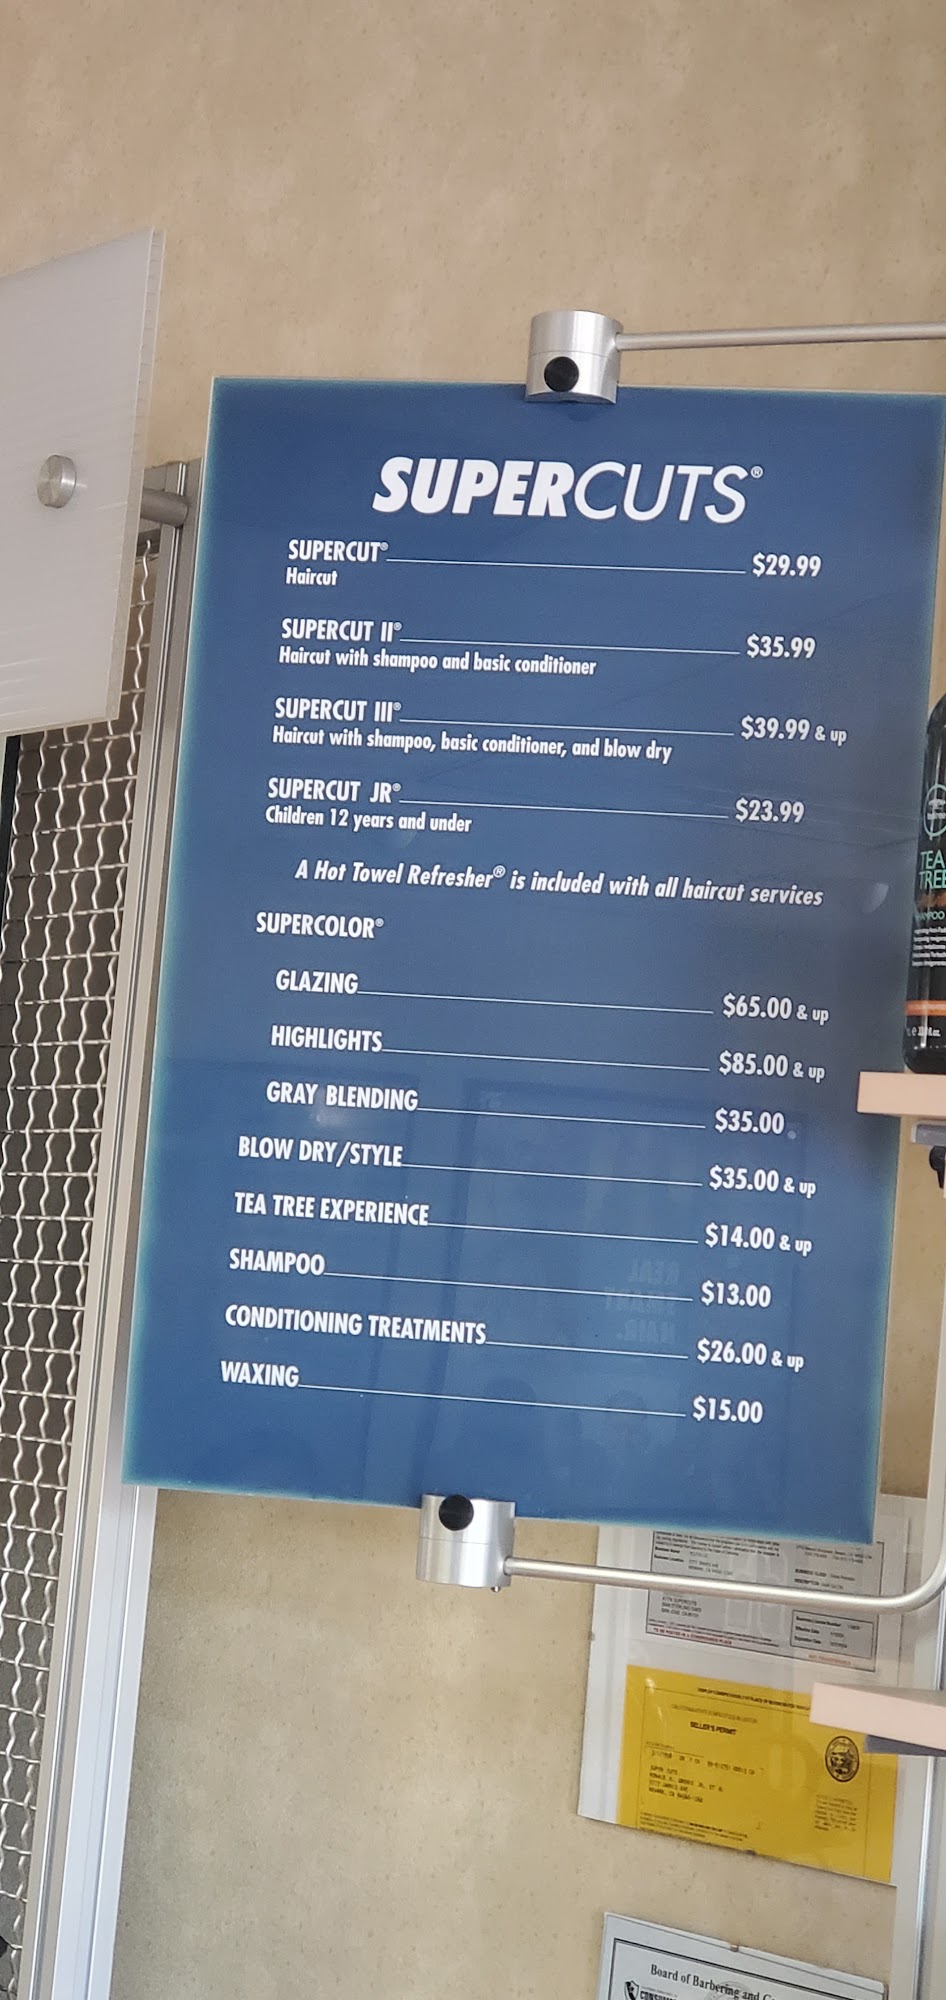 SUPERCUTS®
SUPERCUT® $29.99
Haircut
SUPERCUT II® $35.99
Haircut with shampoo and basic conditioner
SUPERCUT III® $39.99 & up
Haircut with shampoo, basic conditioner, and blow dry
SUPERCUT JR® $23.99
Children 12 years and under
A Hot Towel Refresher® is included with all haircut services
SUPERCOLOR®
GLAZING $65.00 & up
HIGHLIGHTS $85.00 & up
GRAY BLENDING $35.00
BLOW DRY/STYLE $35.00 & up
TEA TREE EXPERIENCE $14.00 & up
SHAMPOO $13.00
CONDITIONING TREATMENTS $26.00 & up
WAXING $15.00
TEA
TREE
SELLER'S PERMIT
Board of Barbering and